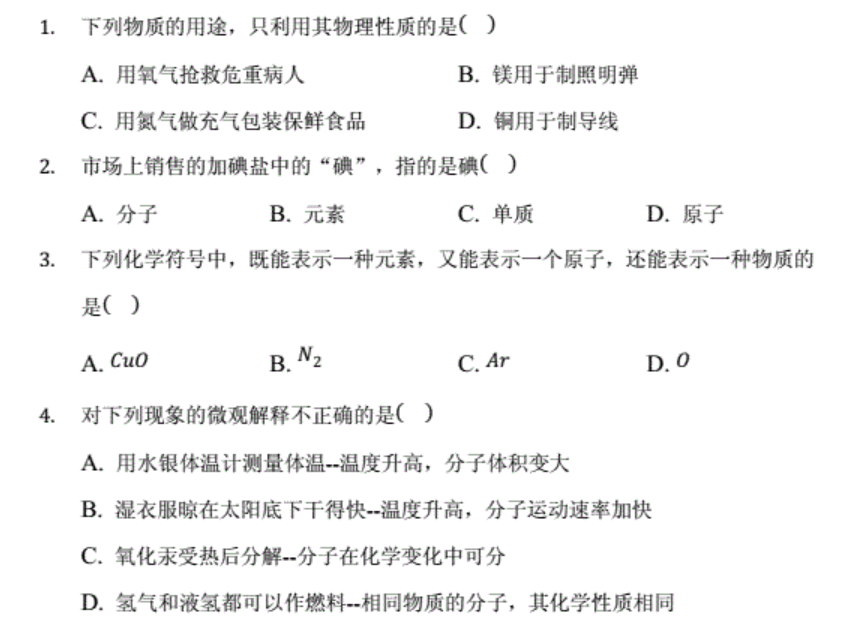 1. 下列物质的用途，只利用其物理性质的是( )
A. 用氧气抢救危重病人 B. 镁用于制照明弹
C. 用氮气做充气包装保鲜食品 D. 铜用于制导线
2. 市场上销售的加碘盐中的“碘”，指的是碘( )
A. 分子 B. 元素 C. 单质 D. 原子
3. 下列化学符号中，既能表示一种元素，又能表示一个原子，还能表示一种物质的
是( )
A. CuO B. N₂ C. Ar D. O
4. 对下列现象的微观解释不正确的是( )
A. 用水银体温计测量体温--温度升高，分子体积变大
B. 湿衣服晾在太阳底下干得快--温度升高，分子运动速率加快
C. 氧化汞受热后分解--分子在化学变化中可分
D. 氢气和液氢都可以作燃料--相同物质的分子，其化学性质相同